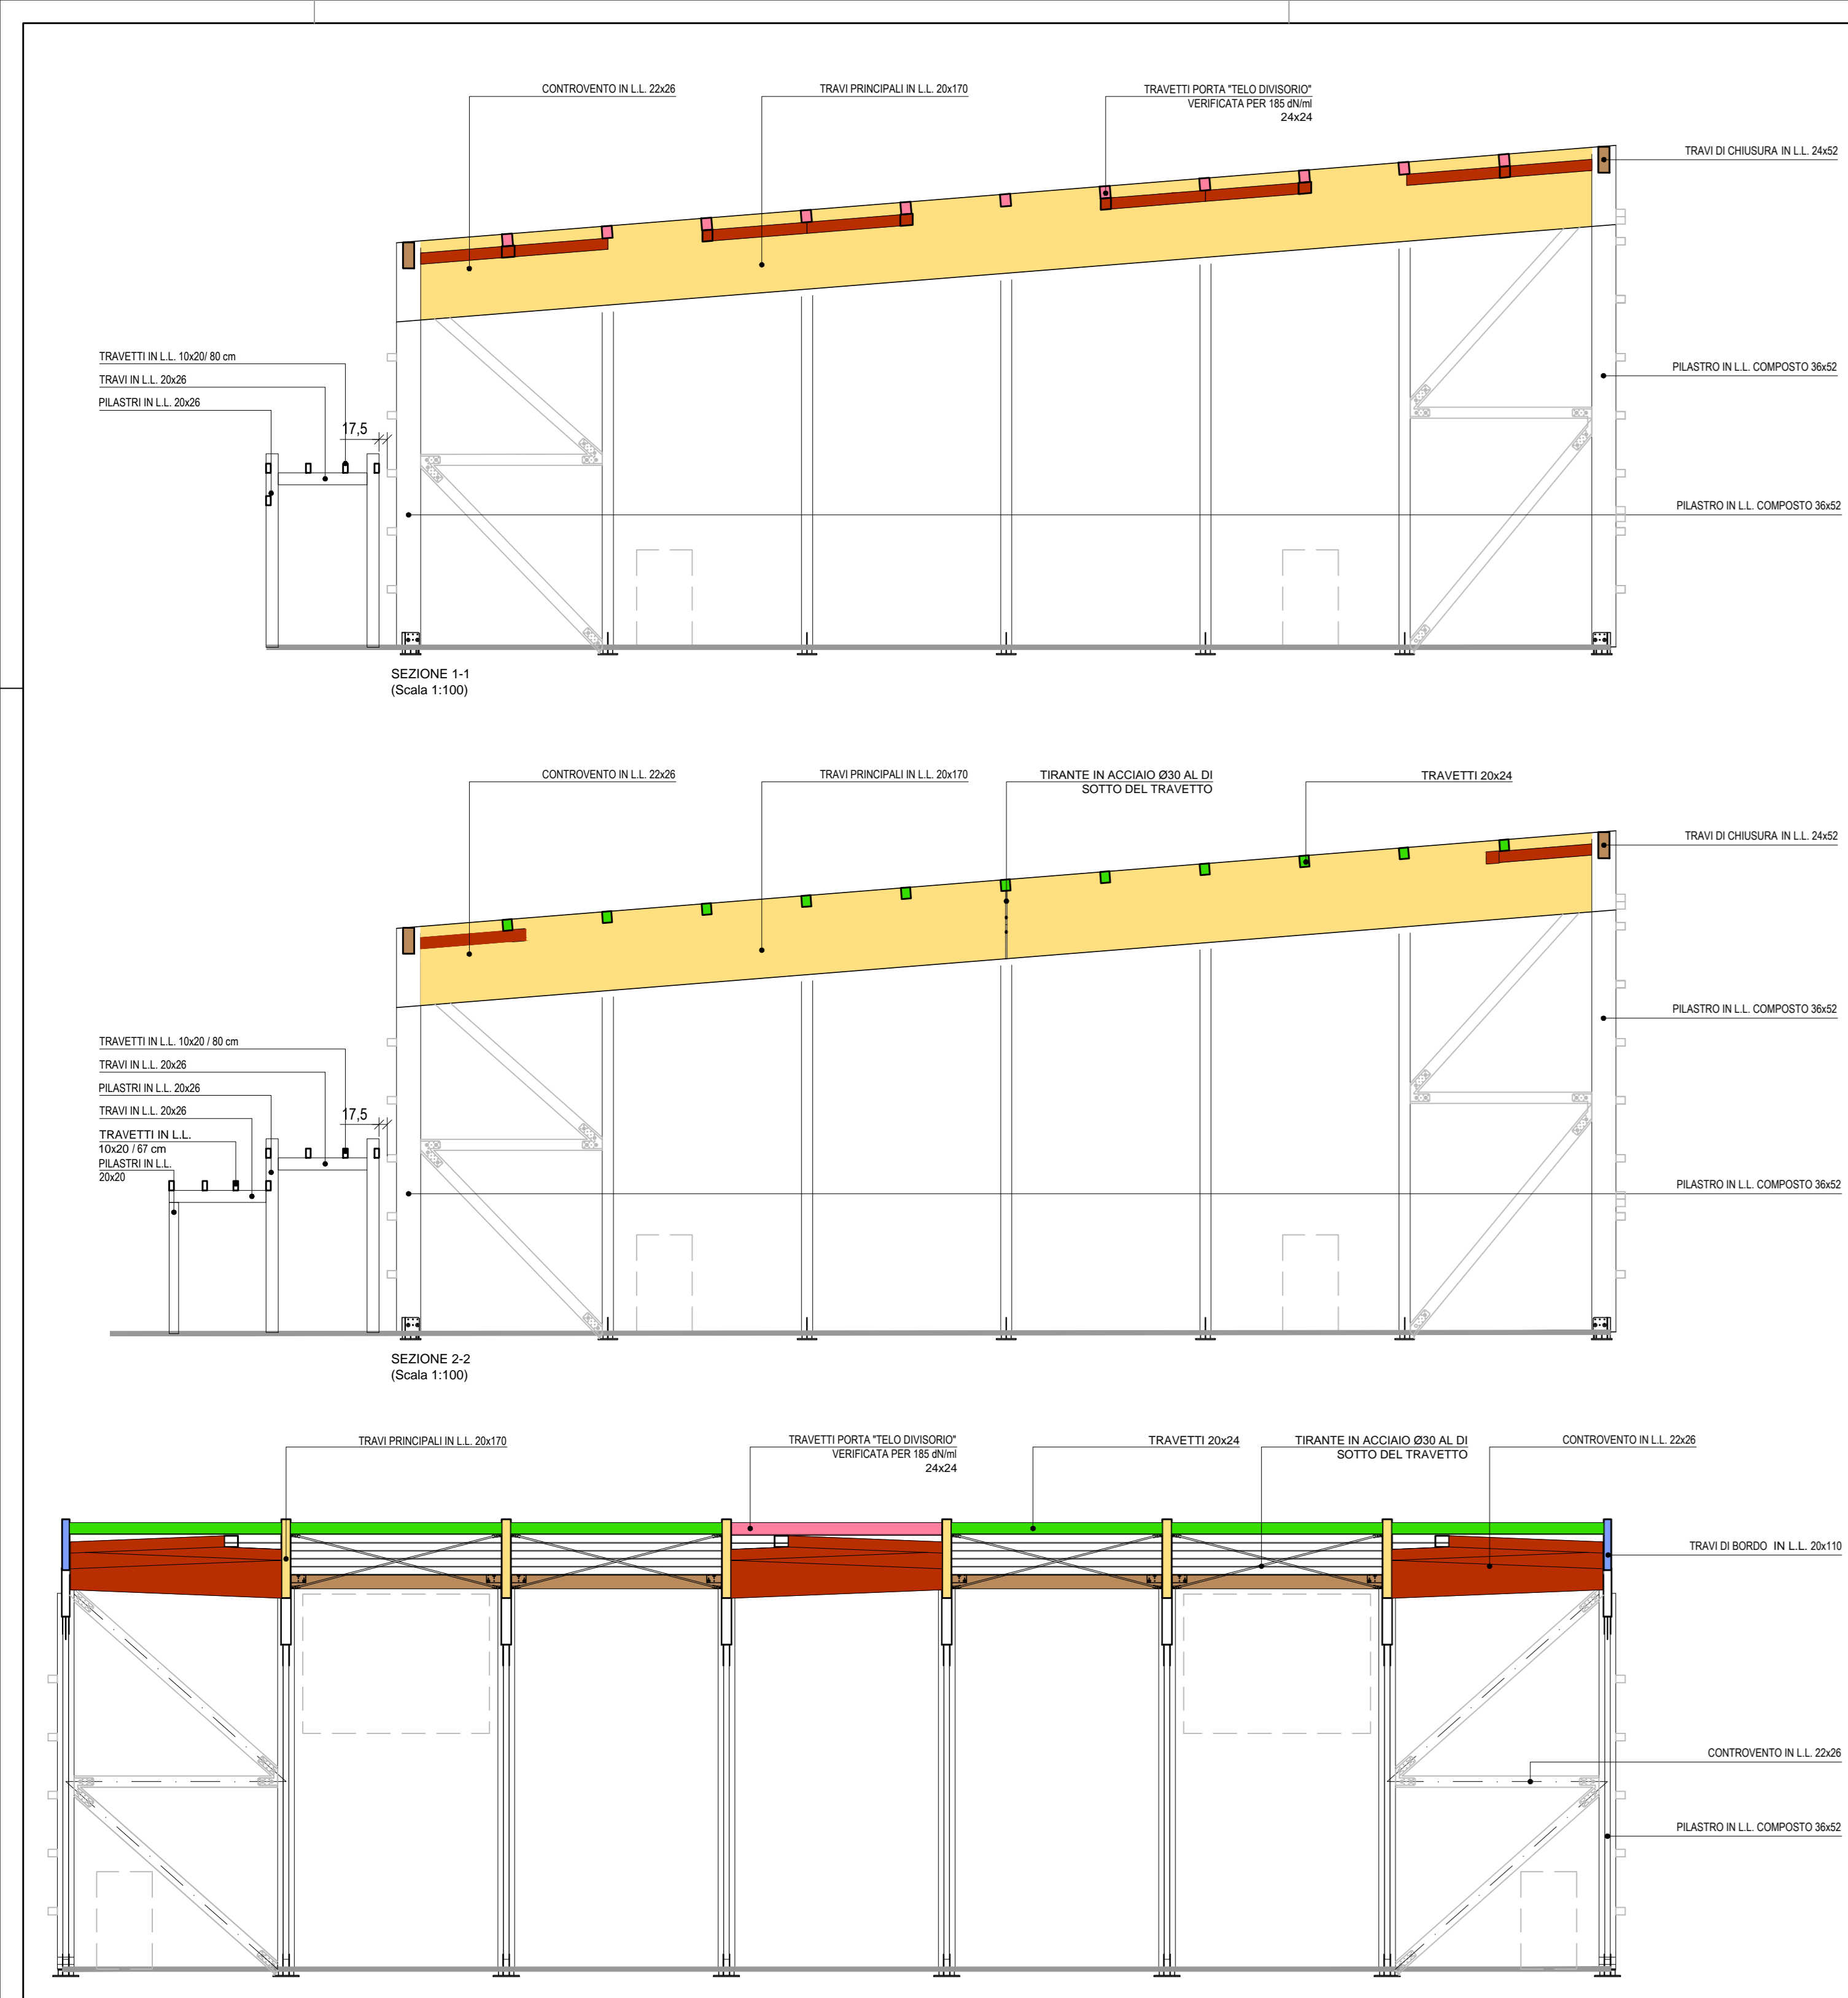 CONTROVENTO IN L.L. 22x26
TRAVI PRINCIPALI IN L.L. 20x170
TRAVETTI PORTA "TELO DIVISORIO"
VERIFICATA PER 185 dN/ml
24x24
TRAVI DI CHIUSURA IN L.L. 24x52
TRAVETTI IN L.L. 10x20/ 80 cm
TRAVI IN L.L. 20x26
PILASTRI IN L.L. 20x26
17,5
PILASTRO IN L.L. COMPOSTO 36x52
PILASTRO IN L.L. COMPOSTO 36x52
SEZIONE 1-1
(Scala 1:100)
CONTROVENTO IN L.L. 22x26
TRAVI PRINCIPALI IN L.L. 20x170
TIRANTE IN ACCIAIO Ø30 AL DI
SOTTO DEL TRAVETTO
TRAVETTI 20x24
TRAVI DI CHIUSURA IN L.L. 24x52
PILASTRO IN L.L. COMPOSTO 36x52
TRAVETTI IN L.L. 10x20 / 80 cm
TRAVI IN L.L. 20x26
PILASTRI IN L.L. 20x26
TRAVI IN L.L. 20x26
17,5
TRAVETTI IN L.L.
10x20 / 67 cm
PILASTRI IN L.L.
20x20
PILASTRO IN L.L. COMPOSTO 36x52
SEZIONE 2-2
(Scala 1:100)
TRAVI PRINCIPALI IN L.L. 20x170
TRAVETTI PORTA "TELO DIVISORIO"
VERIFICATA PER 185 dN/ml
24x24
TRAVETTI 20x24
TIRANTE IN ACCIAIO Ø30 AL DI
SOTTO DEL TRAVETTO
CONTROVENTO IN L.L. 22x26
TRAVI DI BORDO IN L.L. 20x110
CONTROVENTO IN L.L. 22x26
PILASTRO IN L.L. COMPOSTO 36x52